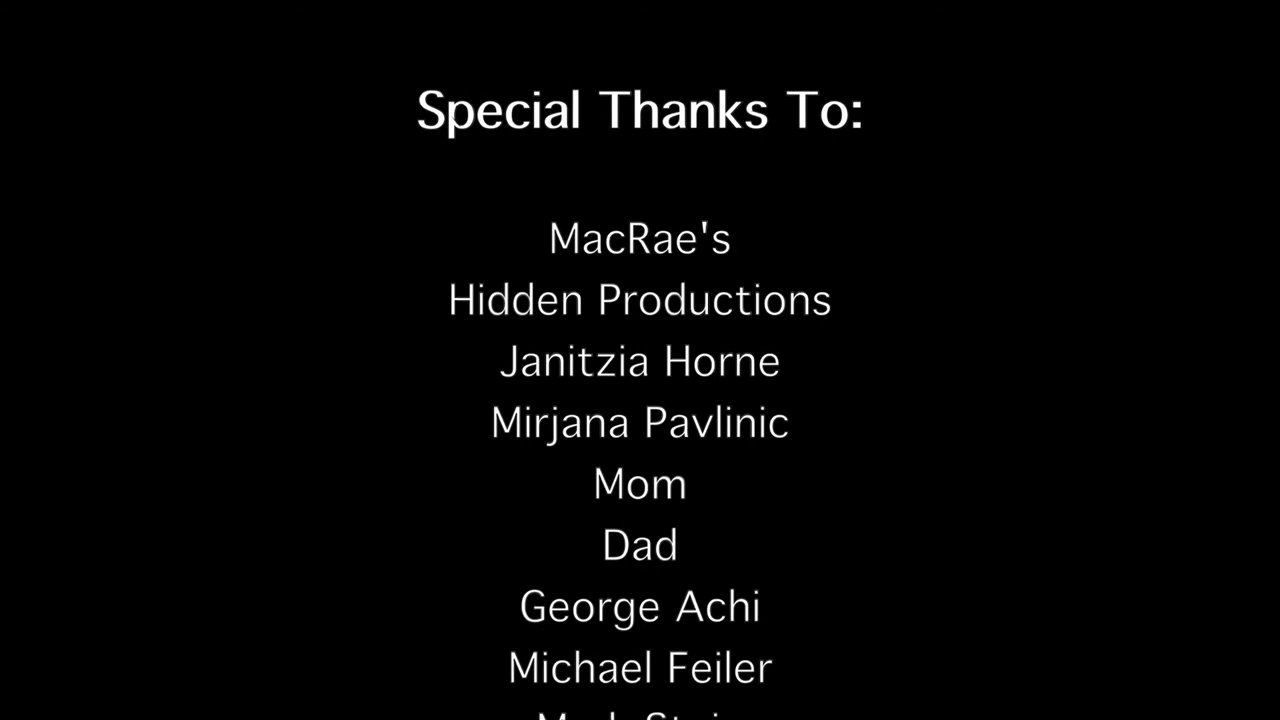 Special Thanks To:
MacRae's
Hidden Productions
Janitzia Horne
Mirjana Pavlinic
Mom
Dad
George Achi
Michael Feiler